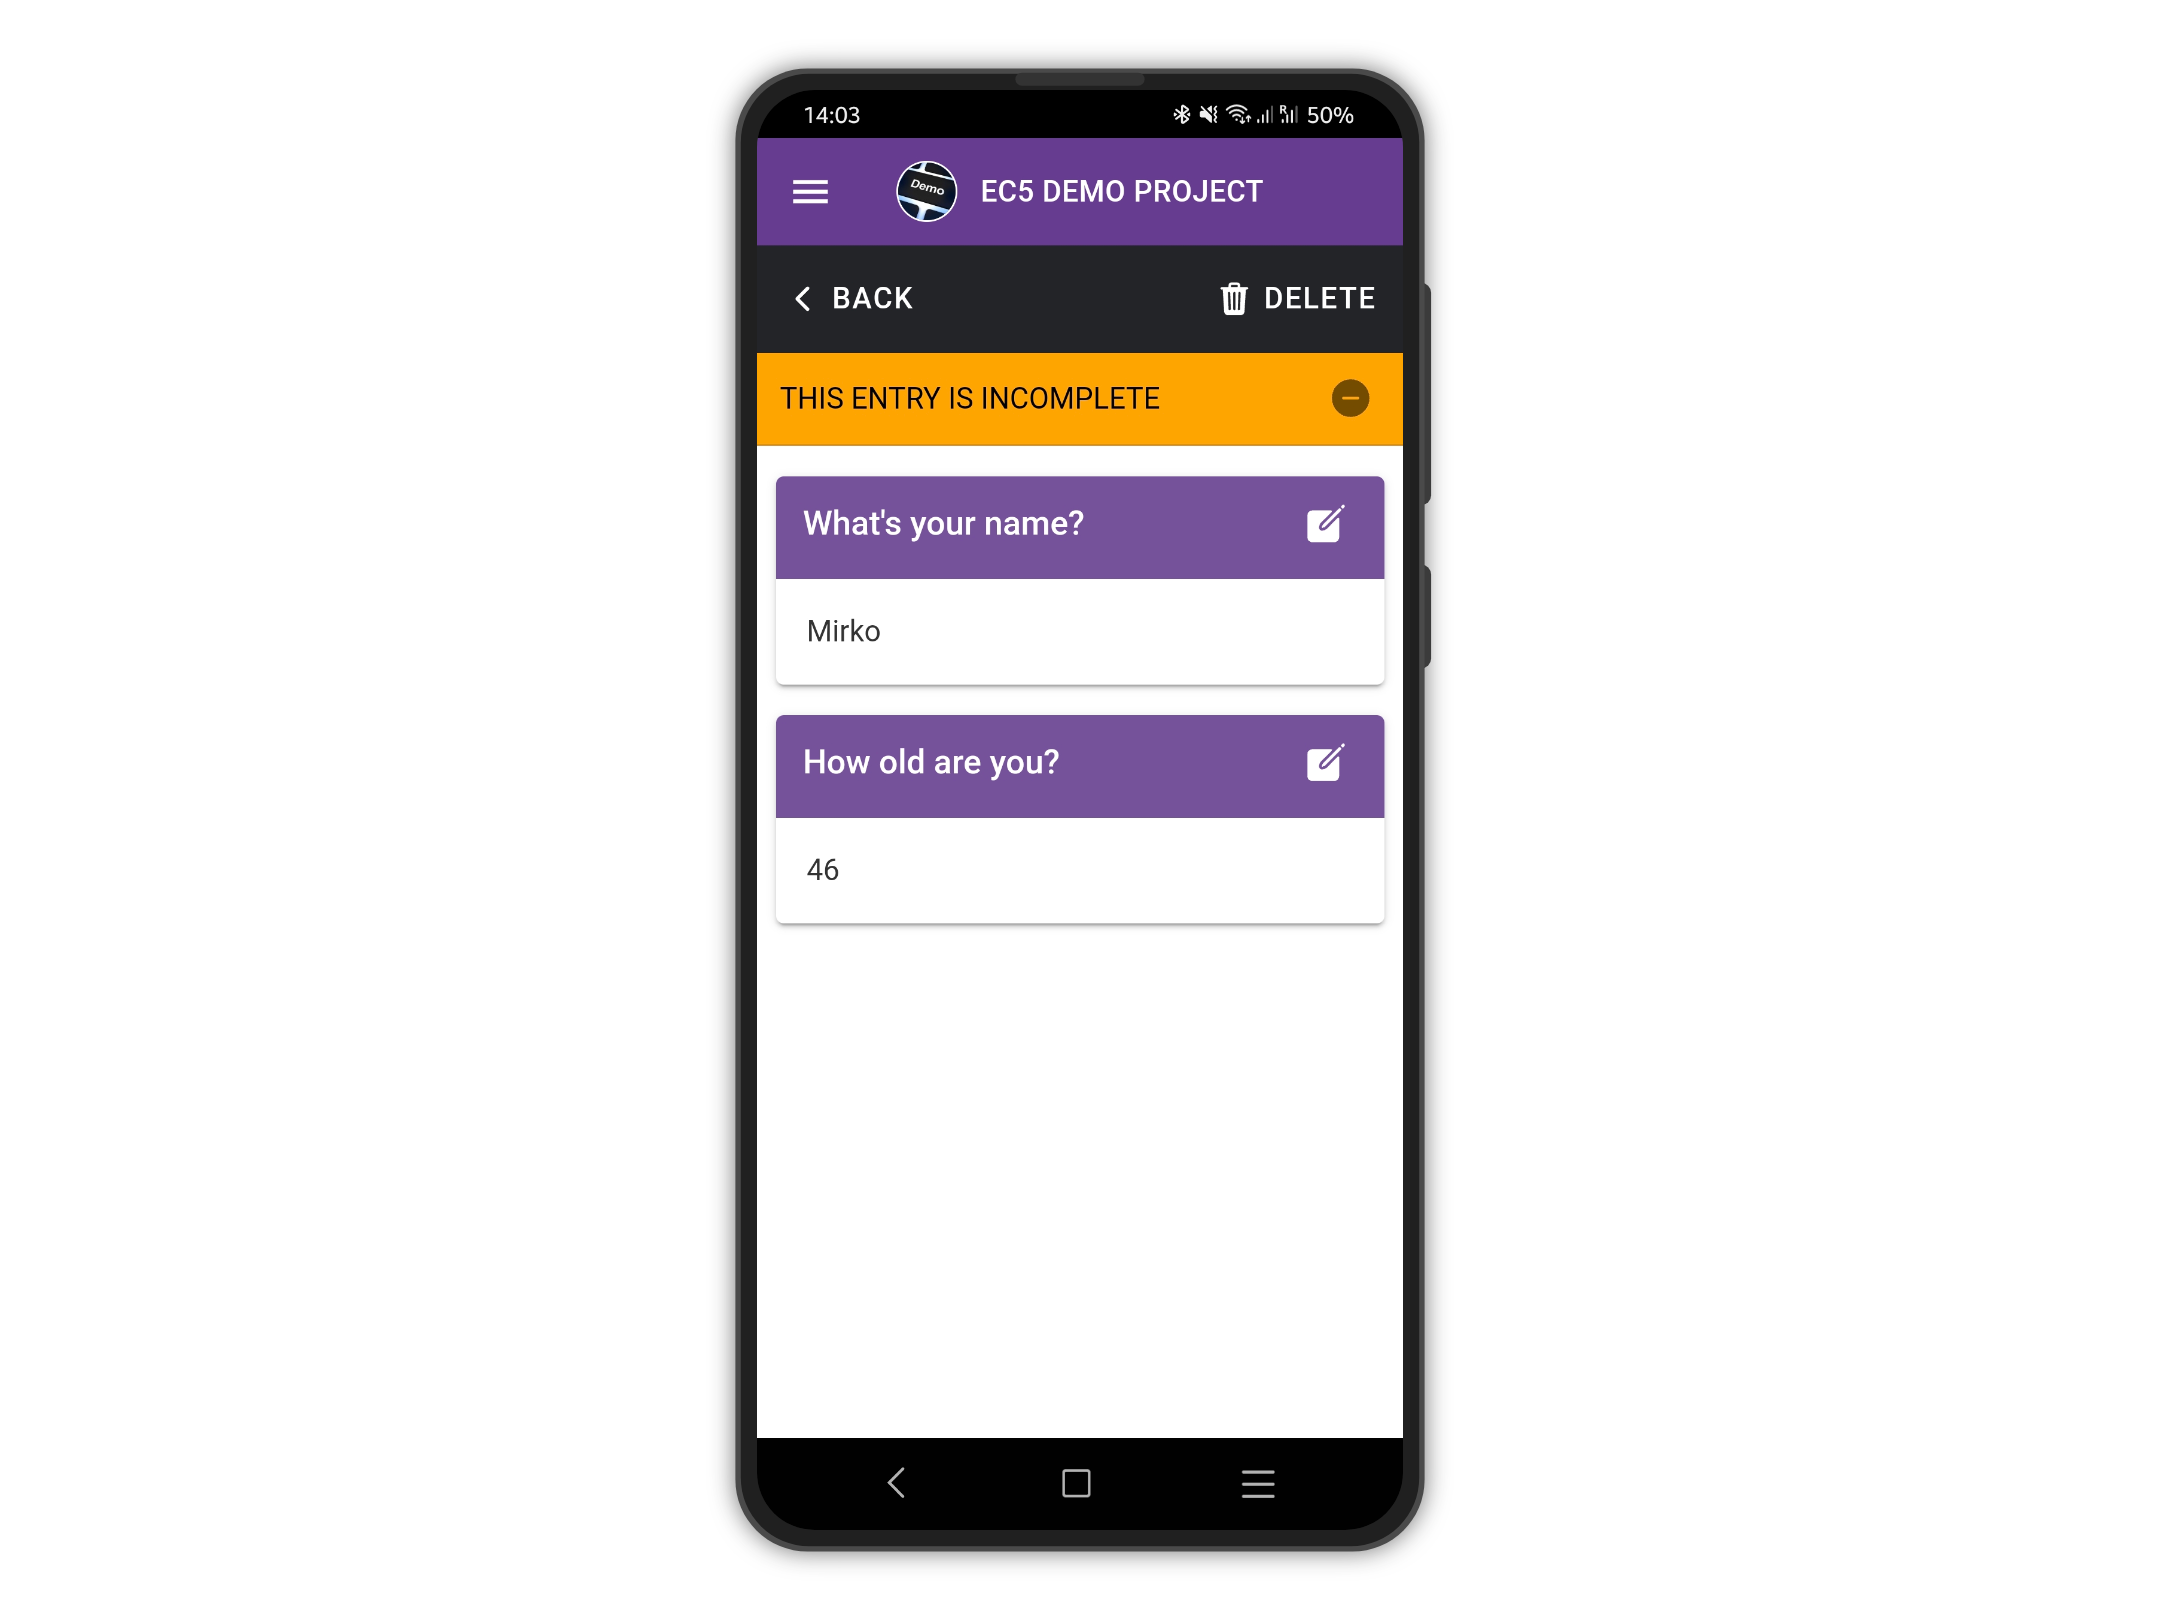 14:03
R
50%
Demo
EC5 DEMO PROJECT
BACK
DELETE
THIS ENTRY IS INCOMPLETE
What's your name?
Mirko
How old are you?
46